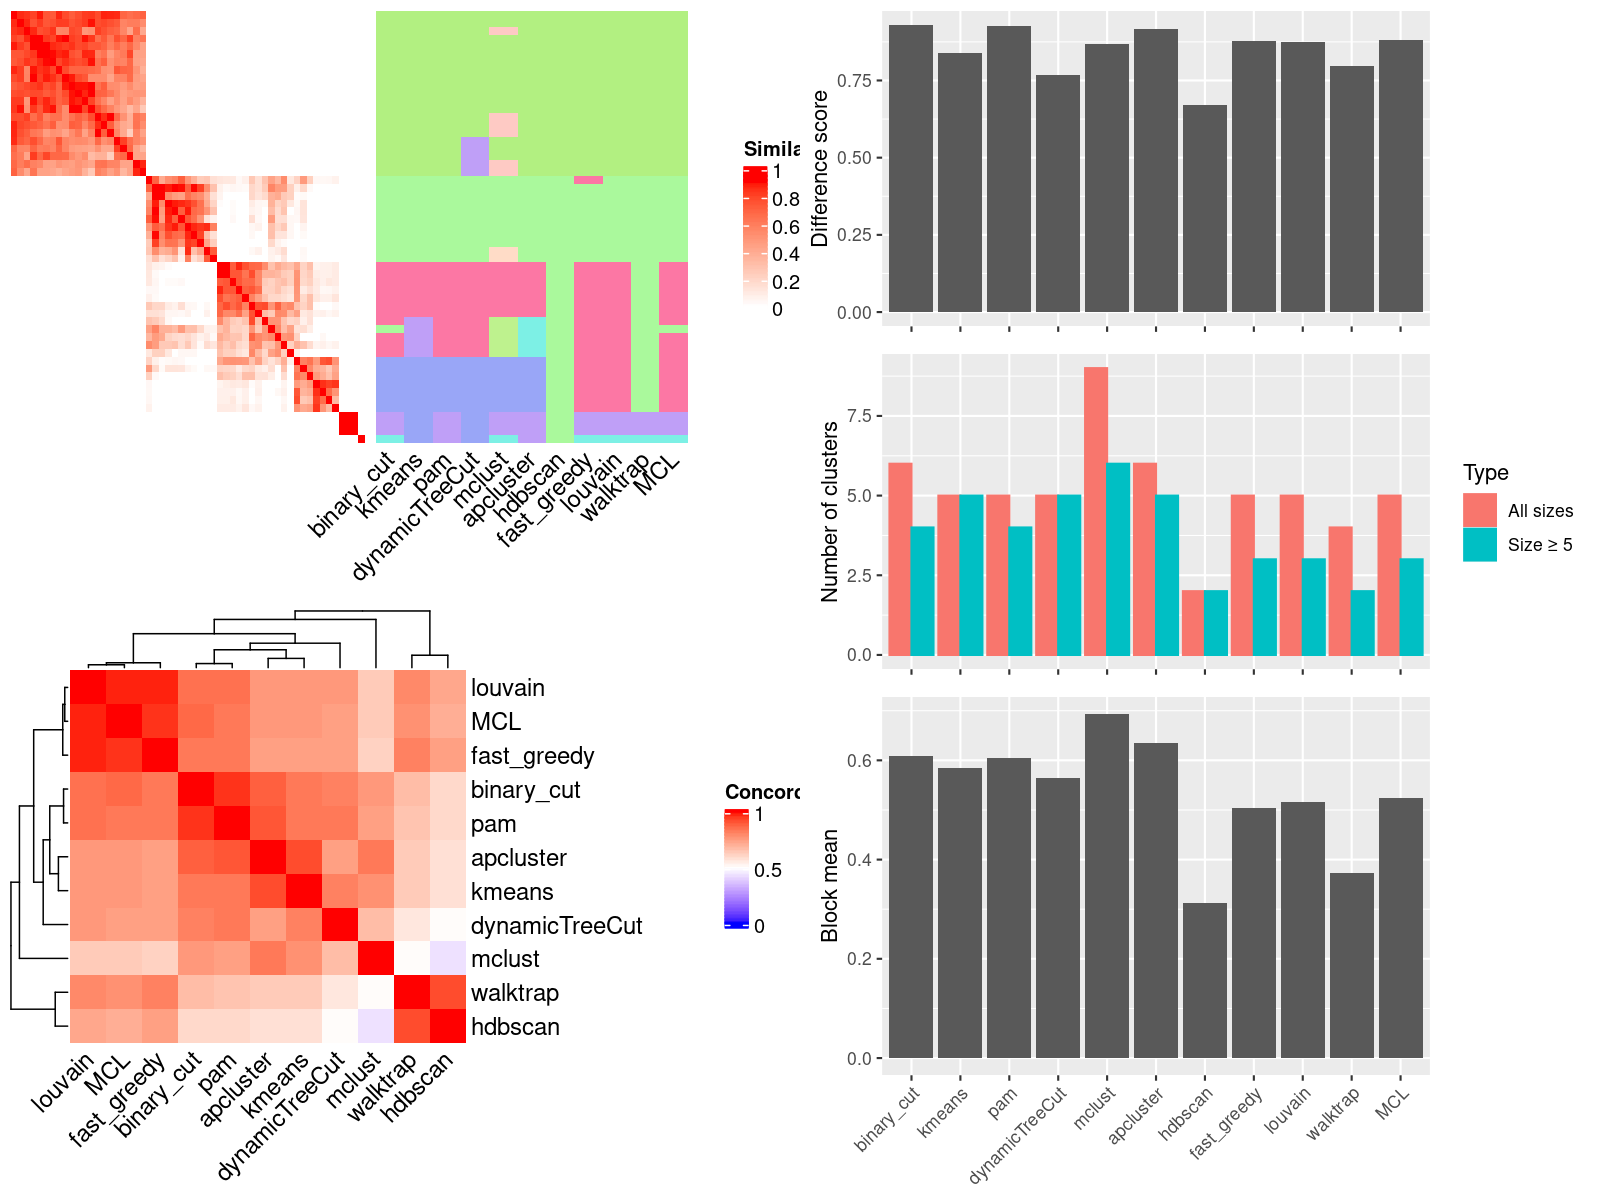 Simila
1
0.8
0.6
0.4
0.2
0
binary_cut
kmeans
pam
dynamicTreeCut
mclust
apcluster
hdbscan
fast_greedy
louvain
walktrap
MCL
louvain
MCL
fast_greedy
binary_cut
pam
apcluster
kmeans
dynamicTreeCut
mclust
walktrap
hdbscan
louvain
MCL
fast_greedy
binary_cut
pam
apcluster
kmeans
dynamicTreeCut
mclust
walktrap
hdbscan
Concord
1
0.5
0
Difference score
0.75
0.50
0.25
0.00
Number of clusters
7.5
5.0
2.5
0.0
Type
All sizes
Size ≥ 5
Block mean
0.6
0.4
0.2
0.0
binary_cut
kmeans
pam
dynamicTreeCut
mclust
apcluster
hdbscan
fast_greedy
louvain
walktrap
MCL